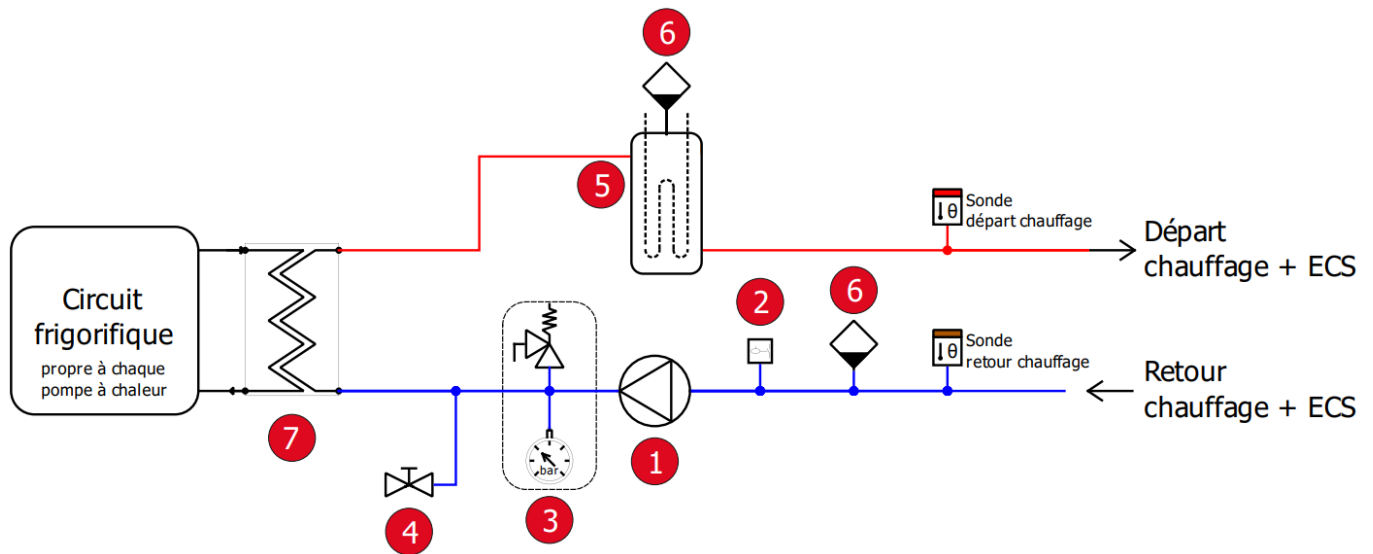 6
5
Sonde
départ chauffage
θ
Départ
chauffage + ECS
Circuit
frigorifique
propre à chaque
pompe à chaleur
2
6
Sonde
retour chauffage
θ
Retour
chauffage + ECS
7
bar
1
4
3